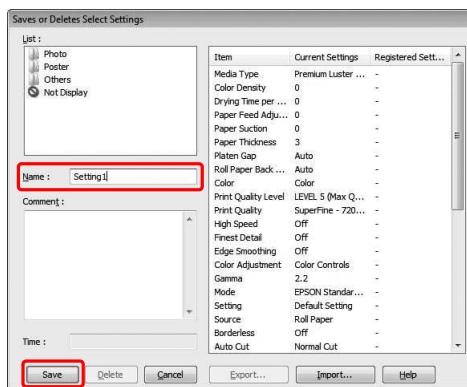 Saves or Deletes Select Settings
List :
Photo
Poster
Others
Not Display
Name : Setting1
Comment :
Time :
Item Current Settings Registered Sett...
Media Type Premium Luster ... -
Color Density 0 -
Drying Time per ... 0 -
Paper Feed Adju... 0 -
Paper Suction 0 -
Paper Thickness 3 -
Platen Gap Auto -
Roll Paper Back ... Auto -
Color Color -
Print Quality Level LEVEL 5 (Max Q... -
Print Quality SuperFine - 720... -
High Speed Off -
Finest Detail Off -
Edge Smoothing Off -
Color Adjustment Color Controls -
Gamma 2.2 -
Mode EPSON Standar... -
Setting Default Setting -
Source Roll Paper -
Borderless Off -
Auto Cut Normal Cut -
Save Delete Cancel Export... Import... Help